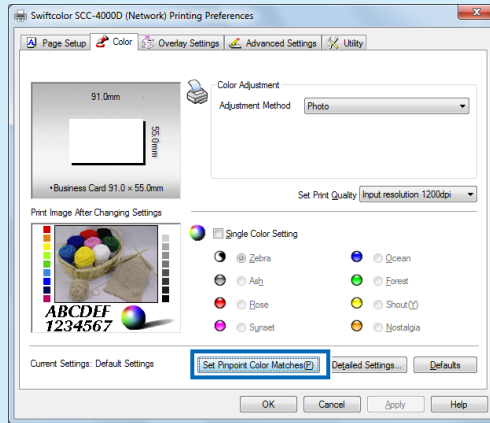 Swiftcolor SCC-4000D (Network) Printing Preferences
Page Setup Color Overlay Settings Advanced Settings Utility
91.0mm
55.0mm
•Business Card 91.0 × 55.0mm
Color Adjustment
Adjustment Method Photo
Set Print Quality Input resolution 1200dpi
Print Image After Changing Settings
ABCDEF
1234567
Single Color Setting
Zebra Ocean
Ash Forest
Rose Shout(Y)
Sunset Nostalgia
Current Settings: Default Settings
Set Pinpoint Color Matches(P) Detailed Settings... Defaults
OK Cancel Apply Help